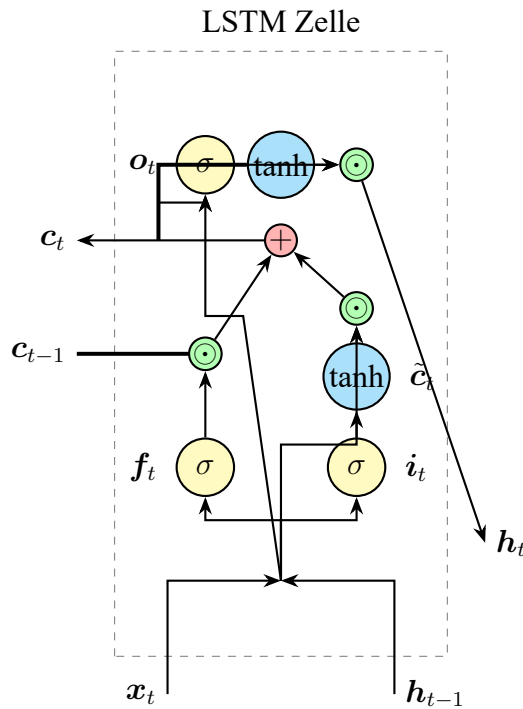 LSTM Zelle
o_t
σ
tanh
⊙
c_t
+
⊙
c_{t−1}
⊙
tanh
c̃_t
f_t
σ
σ
i_t
h_t
x_t
h_{t−1}